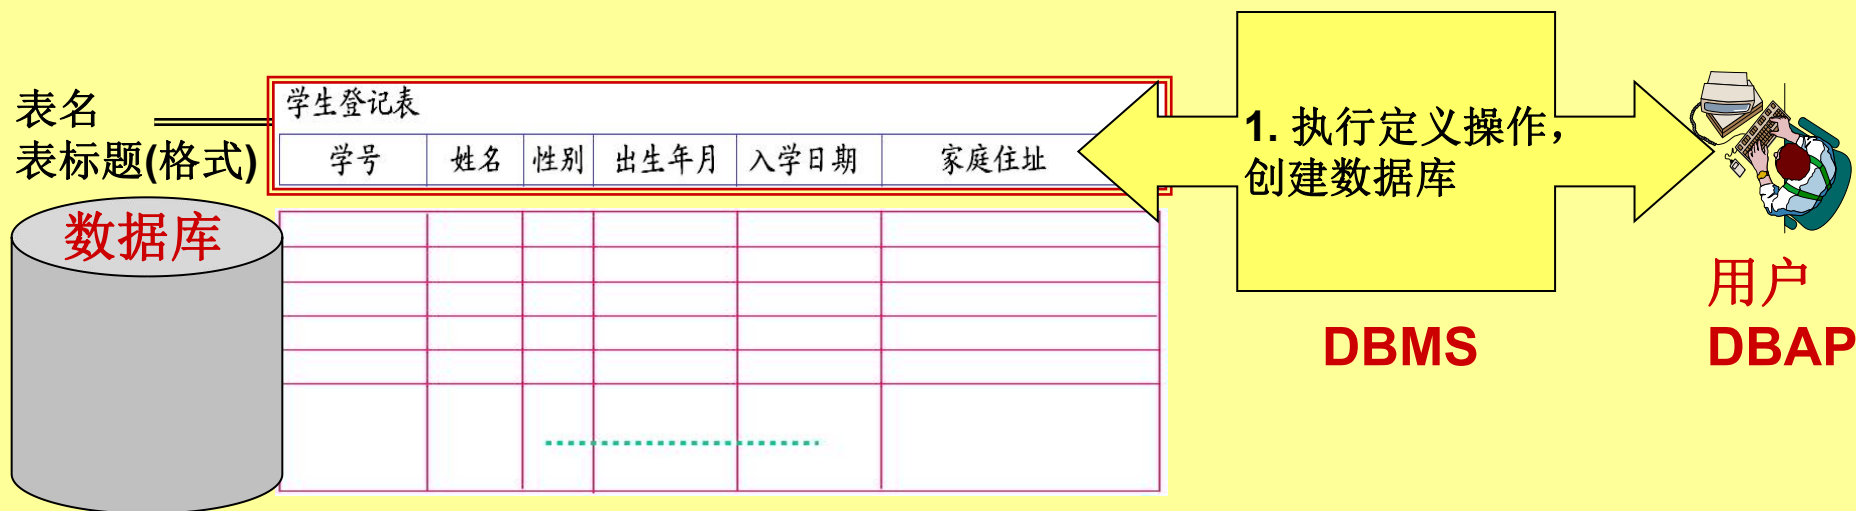 表名
表标题(格式)
学生登记表
学号 姓名 性别 出生年月 入学日期 家庭住址
1. 执行定义操作，
创建数据库
数据库
用户
DBMS
DBAP